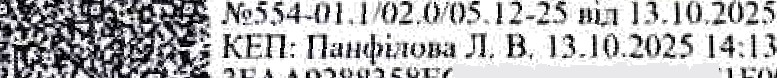 №554-01.1/02.0/05.12-25 від 13.10.2025
КЕП: Панфілова Л. В. 13.10.2025 14:13